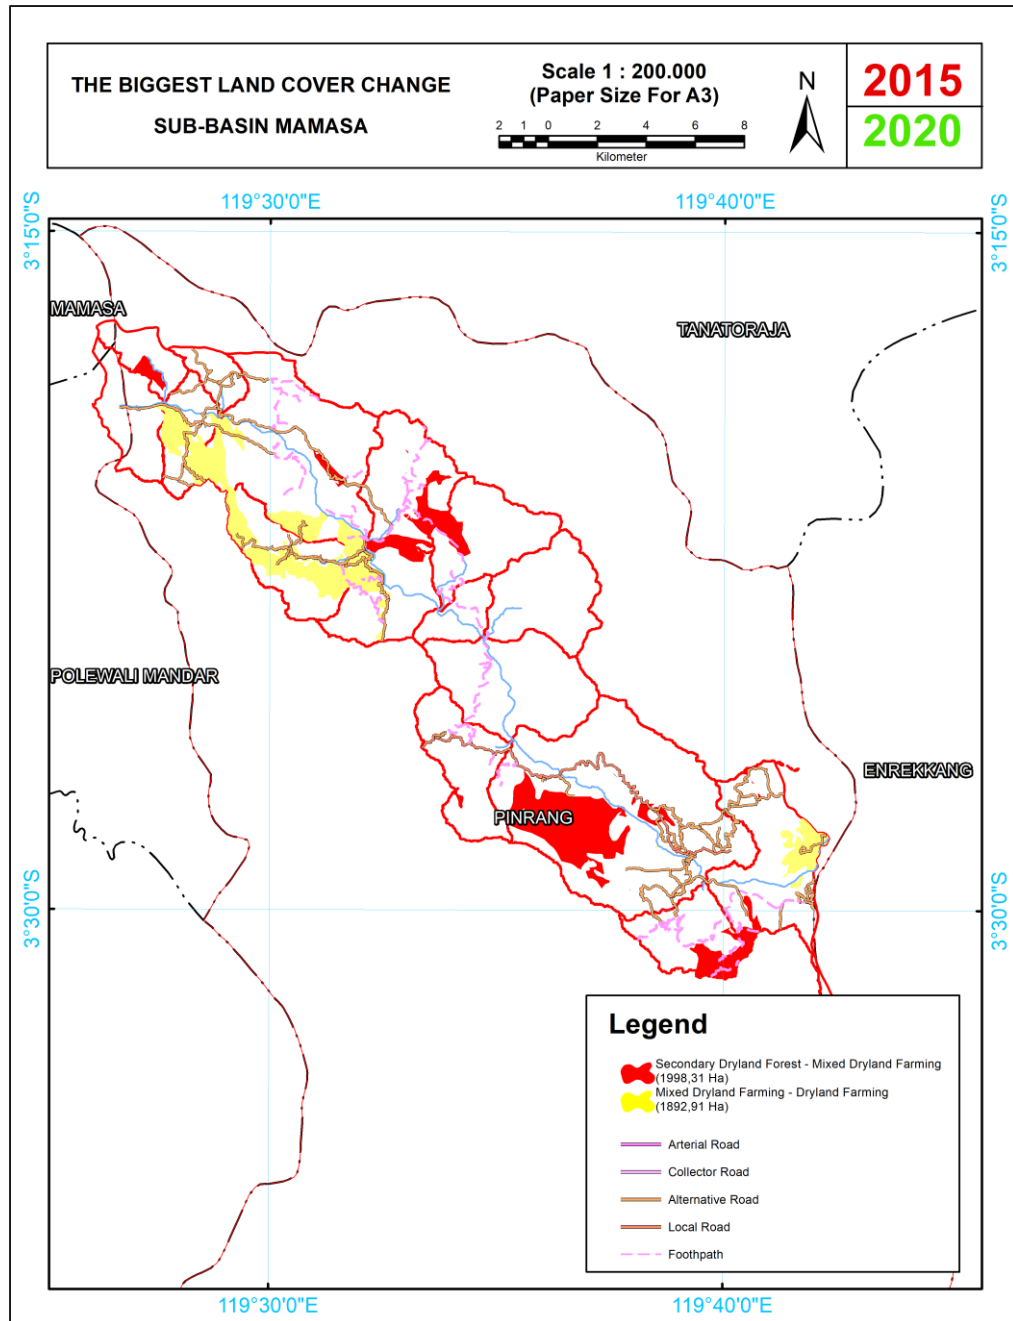 THE BIGGEST LAND COVER CHANGE
SUB-BASIN MAMASA
Scale 1 : 200.000
(Paper Size For A3)
2 1 0 2 4 6 8
Kilometer
N
2015
2020
119°30'0"E 119°40'0"E
3°15'0"S 3°15'0"S
MAMASA
TANATORAJA
POLEWALI MANDAR
ENREKKANG
PINRANG
3°30'0"S 3°30'0"S
Legend
Secondary Dryland Forest - Mixed Dryland Farming
(1998,31 Ha)
Mixed Dryland Farming - Dryland Farming
(1892,91 Ha)
Arterial Road
Collector Road
Alternative Road
Local Road
Footpath
119°30'0"E 119°40'0"E